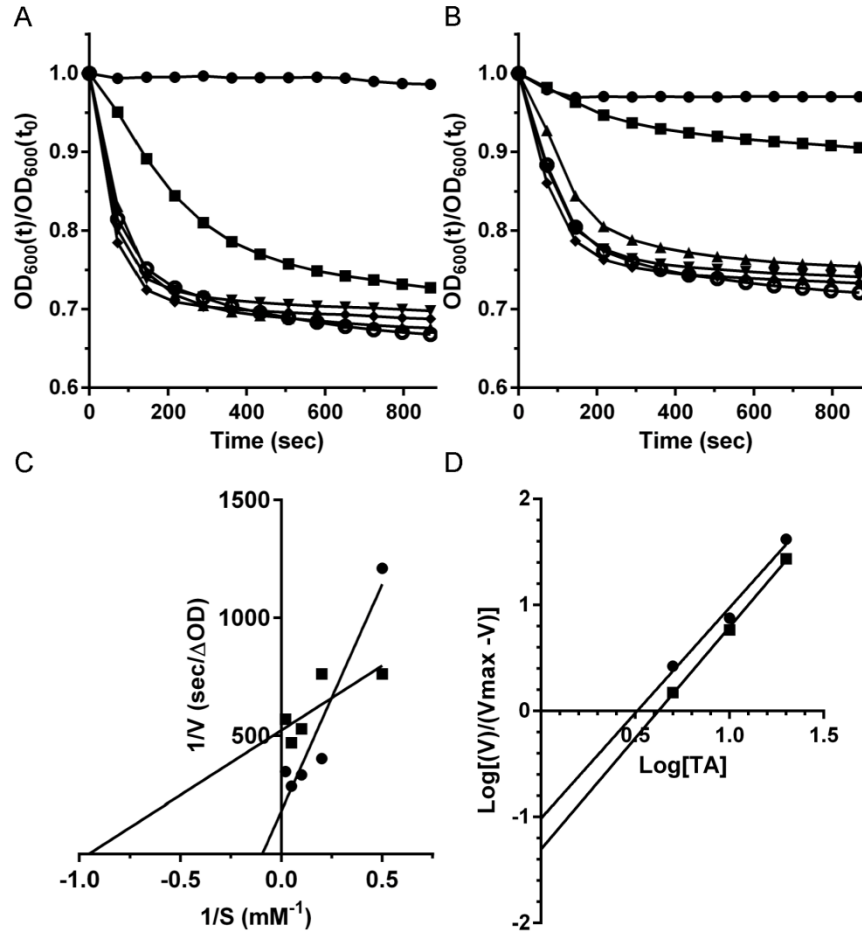 A
OD600(t)/OD600(t0)
1.0
0.9
0.8
0.7
0.6
0 200 400 600 800
Time (sec)
B
OD600(t)/OD600(t0)
1.0
0.9
0.8
0.7
0.6
0 200 400 600 800
Time (sec)
C
1/V (sec/ΔOD)
1500
1000
500
-1.0 -0.5 0.0 0.5
1/S (mM-1)
D
Log[(V)/(Vmax -V)]
2
1
0
-1
-2
0.5 1.0 1.5
Log[TA]